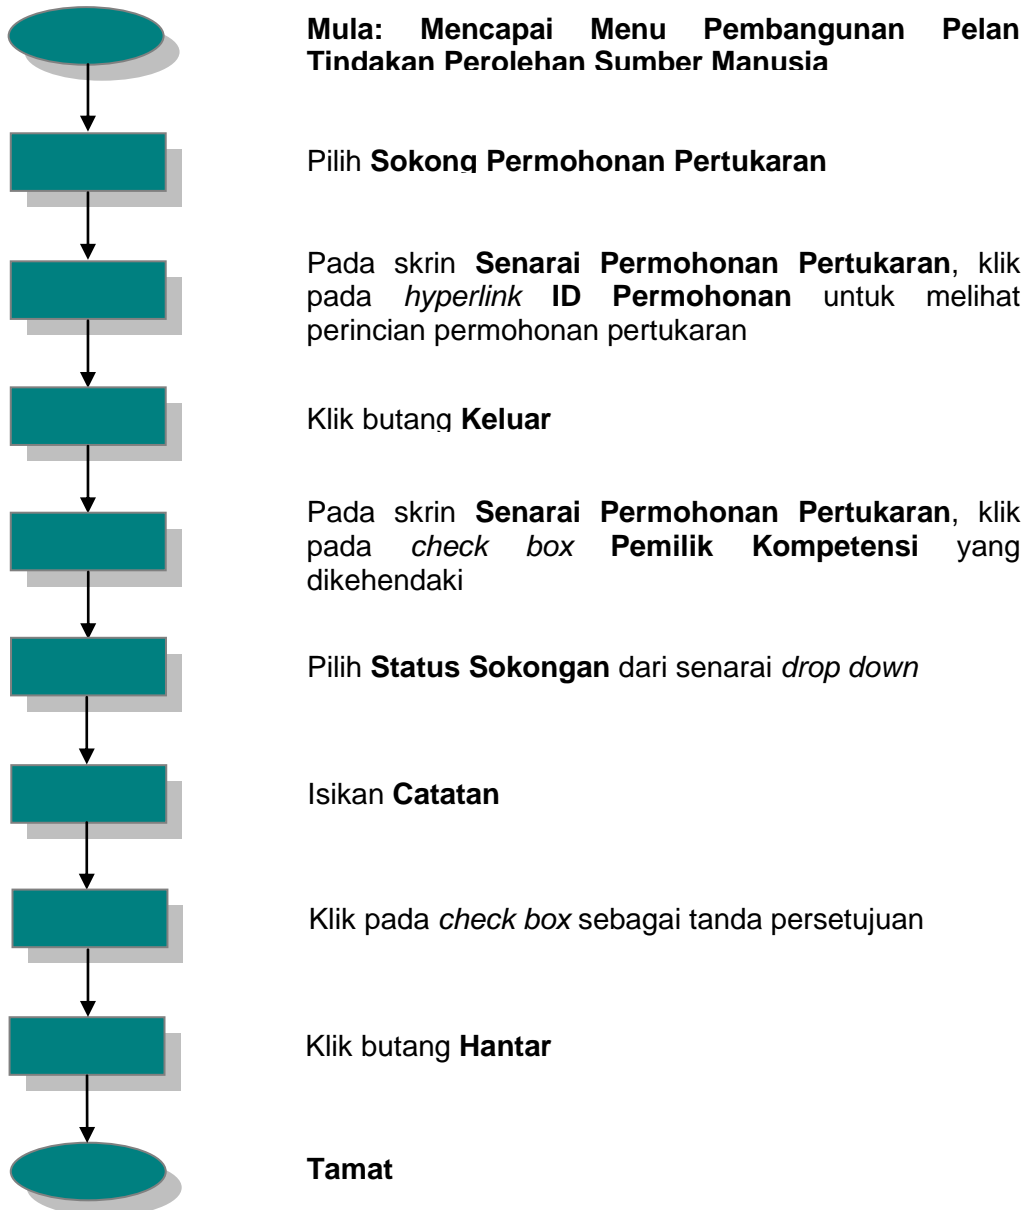 Mula: Mencapai Menu Pembangunan Pelan
Tindakan Perolehan Sumber Manusia
Pilih Sokong Permohonan Pertukaran
Pada skrin Senarai Permohonan Pertukaran, klik
pada hyperlink ID Permohonan untuk melihat
perincian permohonan pertukaran
Klik butang Keluar
Pada skrin Senarai Permohonan Pertukaran, klik
pada check box Pemilik Kompetensi yang
dikehendaki
Pilih Status Sokongan dari senarai drop down
Isikan Catatan
Klik pada check box sebagai tanda persetujuan
Klik butang Hantar
Tamat